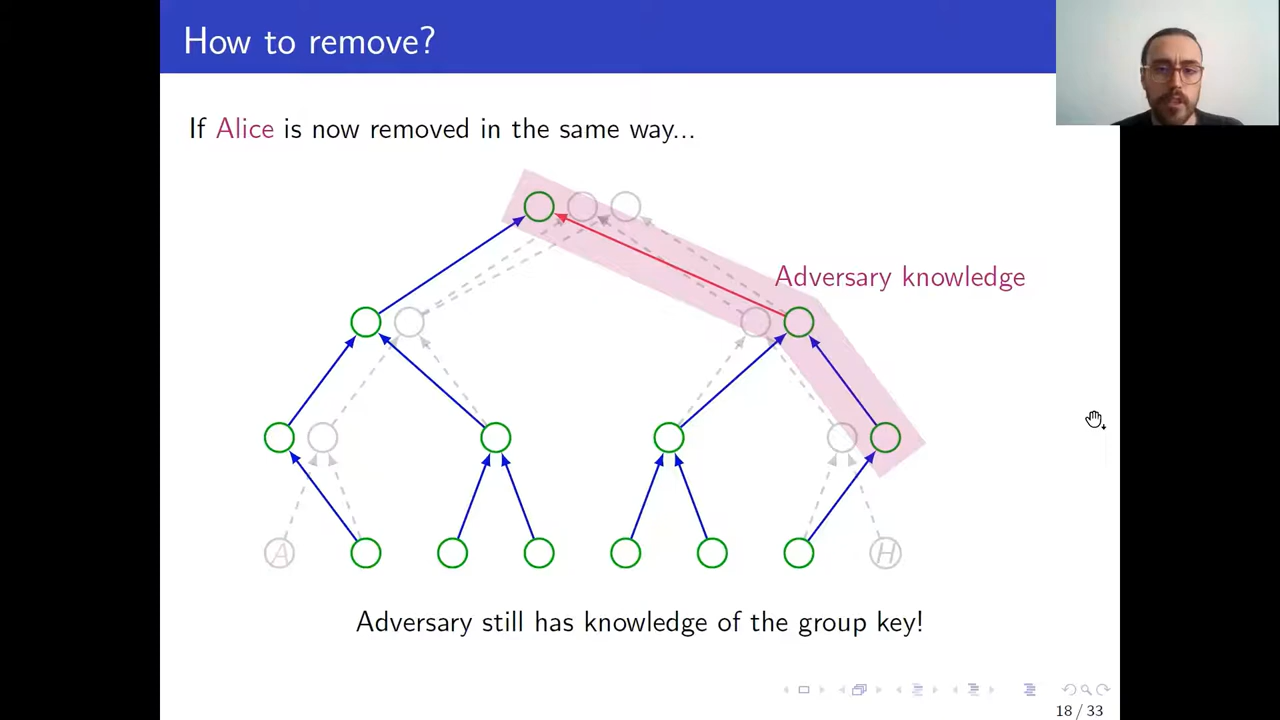 How to remove?
If Alice is now removed in the same way...
Adversary knowledge
A
H
Adversary still has knowledge of the group key!
18 / 33